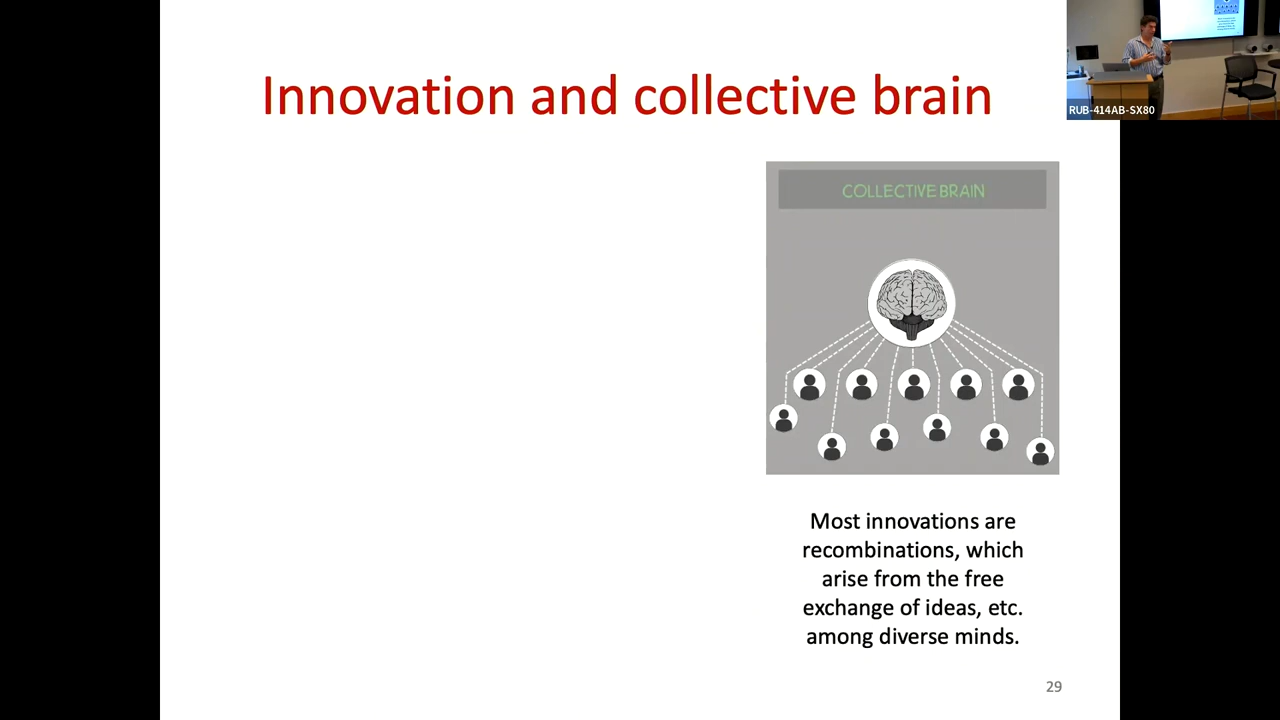 Innovation and collective brain
RUB-414AB-SX80
COLLECTIVE BRAIN
Most innovations are
recombinations, which
arise from the free
exchange of ideas, etc.
among diverse minds.
29